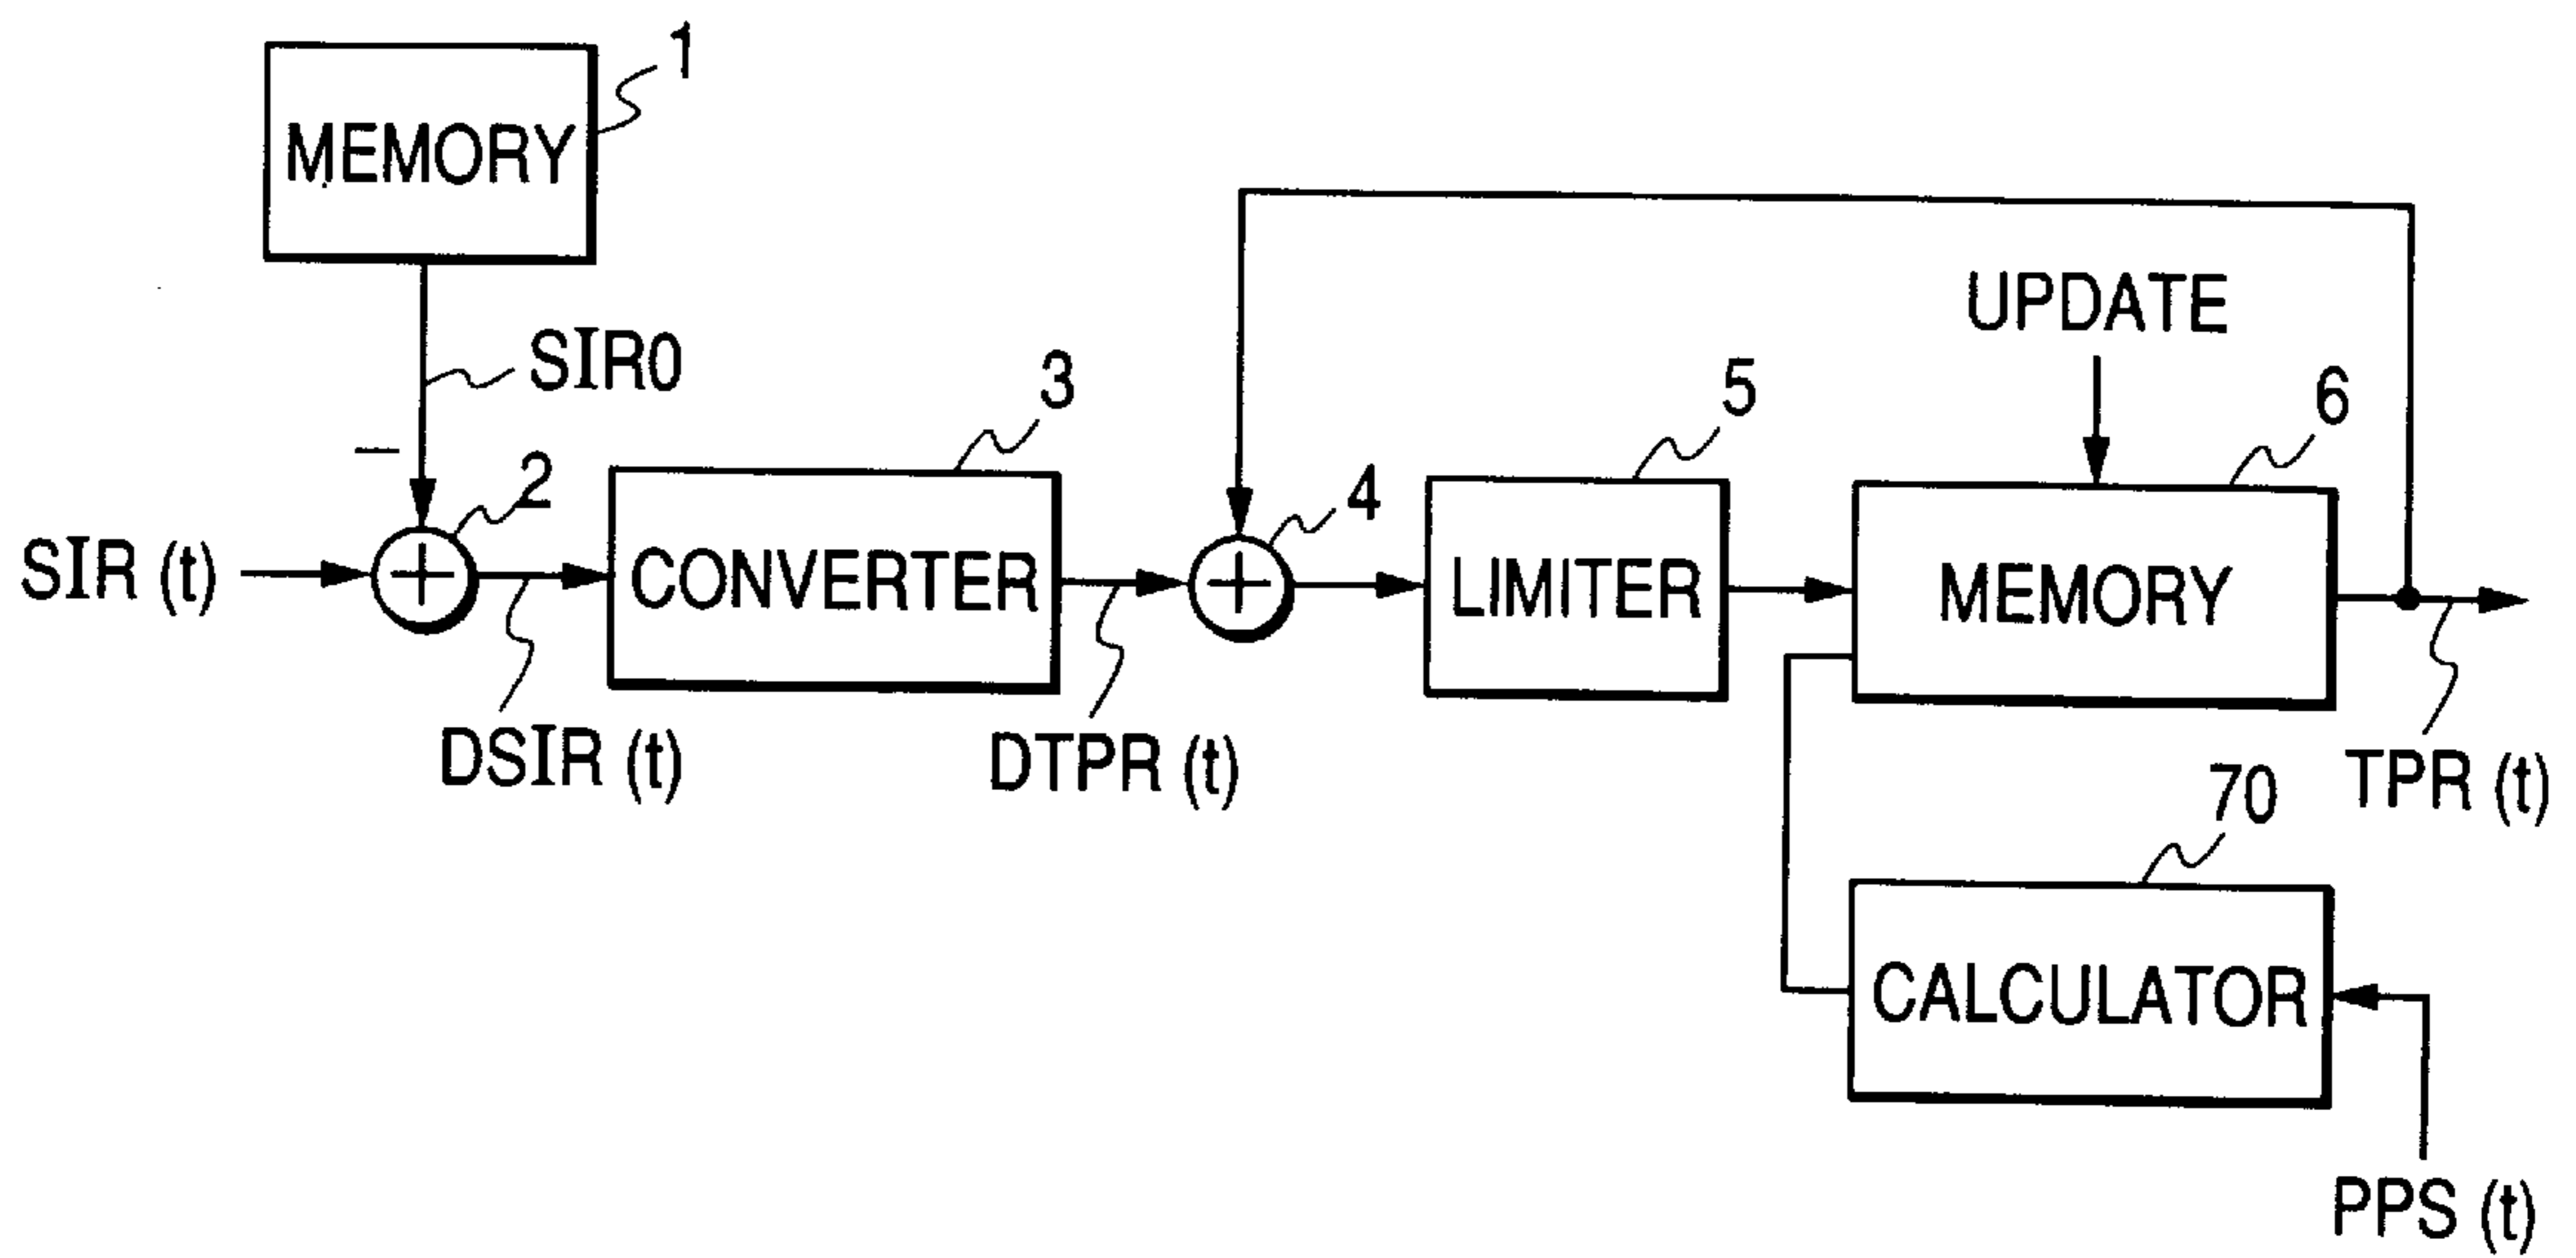 1
MEMORY
SIR0
UPDATE
3
5
6
–
2
4
SIR (t)
CONVERTER
LIMITER
MEMORY
DSIR (t)
DTPR (t)
TPR (t)
70
CALCULATOR
PPS (t)